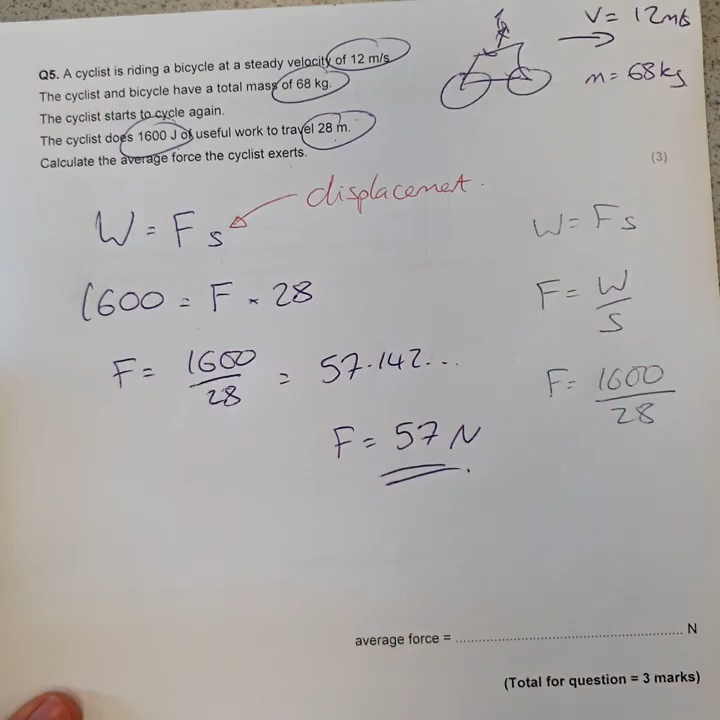 Q5. A cyclist is riding a bicycle at a steady velocity of 12 m/s
The cyclist and bicycle have a total mass of 68 kg.
The cyclist starts to cycle again.
The cyclist does 1600 J of useful work to travel 28 m.
Calculate the average force the cyclist exerts.
(3)
V = 12m/s
m = 68kg
displacement.
W = F s
1600 = F × 28
F = 1600/28 = 57.142...
F = 57 N
W = Fs
F = W/S
F = 1600/28
average force = .......................................................... N
(Total for question = 3 marks)